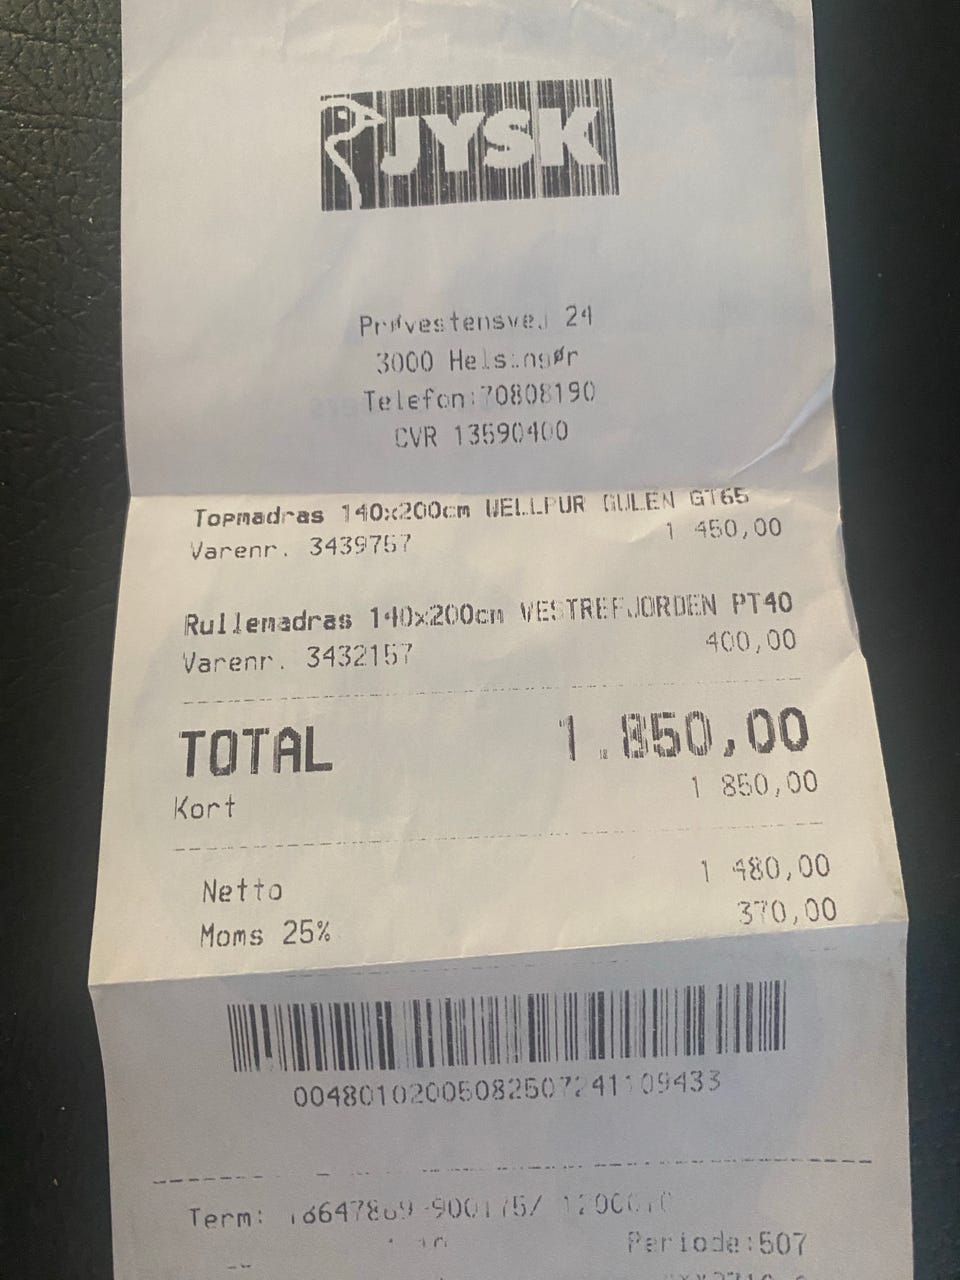 JYSK
24
3000 Helsingør
Telefon:70808190
CVR 13590400
Topmadras 140x200cm WELLPUR GULEN GT65
Varenr. 3439757
1 450,00
Rullemadras 140x200cm VESTREFJORDEN PT40
Varenr. 3432157
400,00
TOTAL 1.850,00
Kort 1 850,00
Netto 1 480,00
Moms 25% 370,00
00480102005082507241109433
Term:
Periode:507